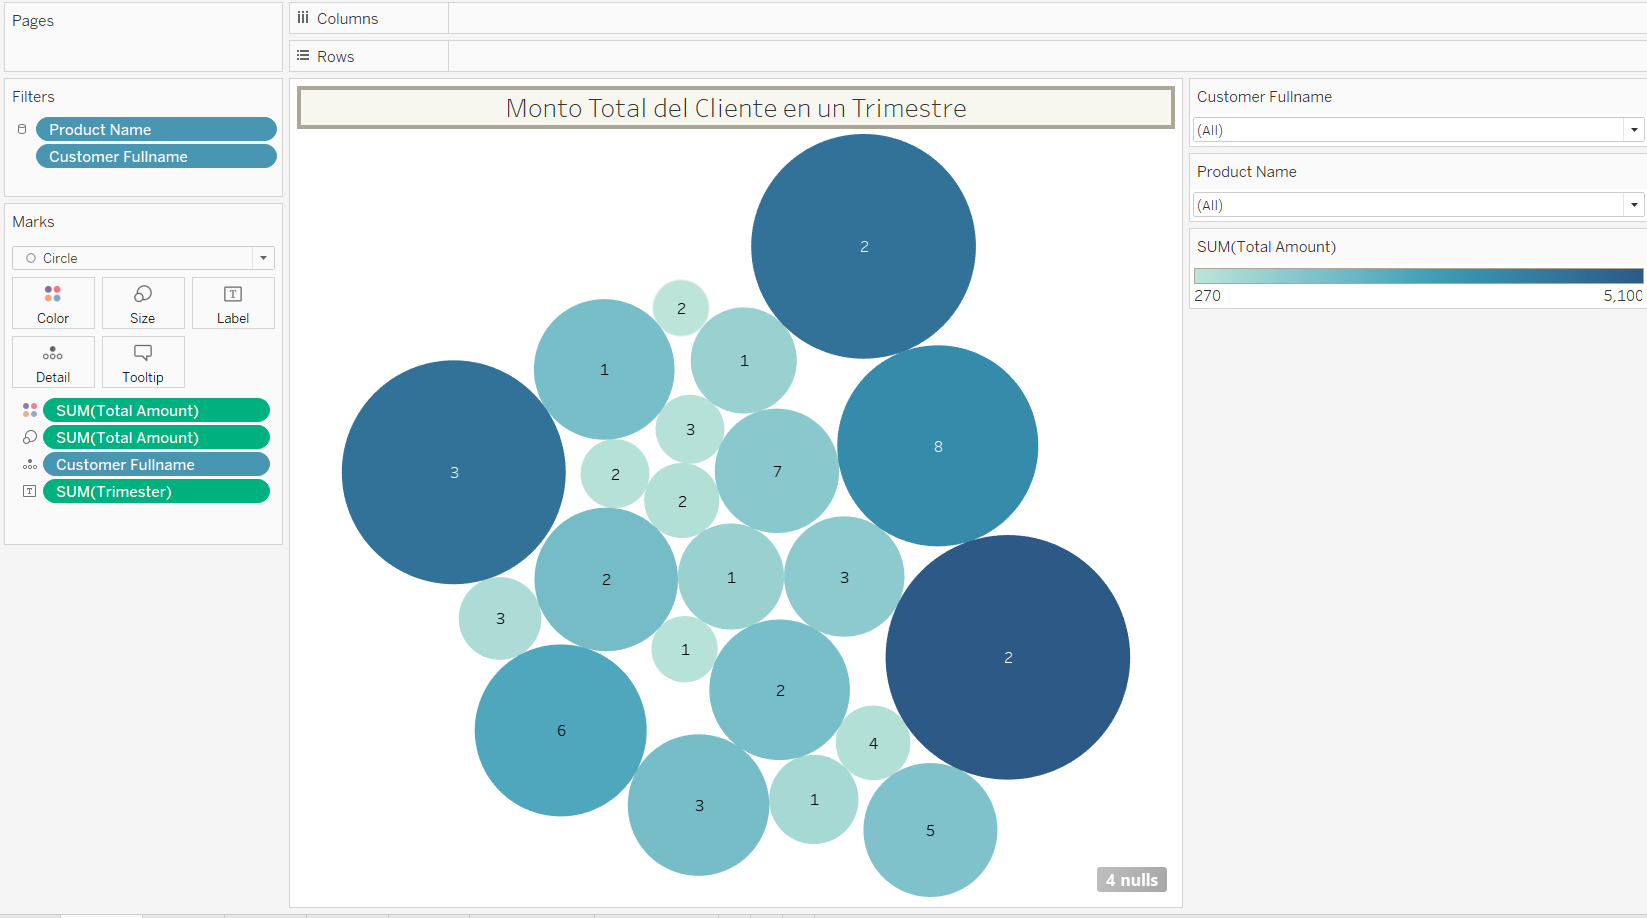 Pages
Columns
Rows
Filters
Product Name
Customer Fullname
Marks
Circle
Color
Size
Label
Detail
Tooltip
SUM(Total Amount)
SUM(Total Amount)
Customer Fullname
SUM(Trimester)
Monto Total del Cliente en un Trimestre
2
2
1
1
3
8
3
7
2
2
2
1
3
3
1
2
2
6
4
3
1
5
4 nulls
Customer Fullname
(All)
Product Name
(All)
SUM(Total Amount)
270 5,100